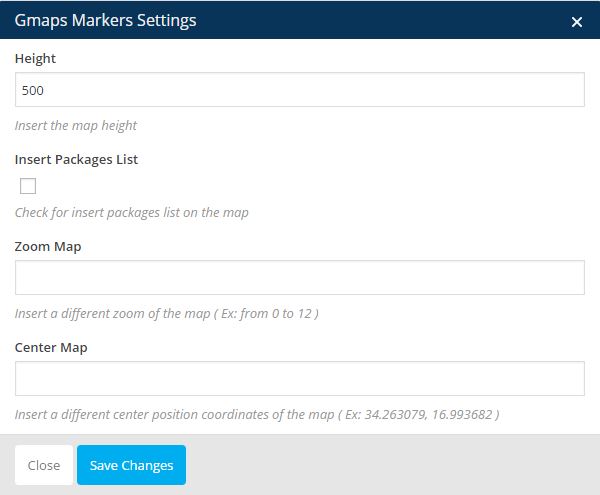 Gmaps Markers Settings
Height
500
Insert the map height
Insert Packages List
Check for insert packages list on the map
Zoom Map
Insert a different zoom of the map ( Ex: from 0 to 12 )
Center Map
Insert a different center position coordinates of the map ( Ex: 34.263079, 16.993682 )
Close Save Changes